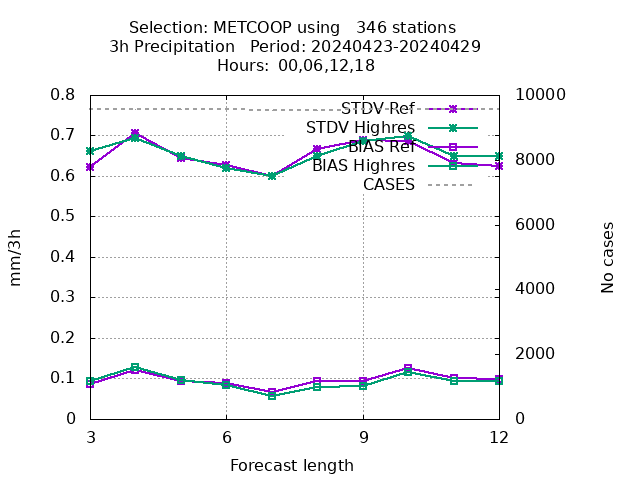 Selection: METCOOP using   346 stations
3h Precipitation   Period: 20240423-20240429
Hours:  00,06,12,18
0.8
0.7
0.6
0.5
0.4
0.3
0.2
0.1
0
10000
8000
6000
4000
2000
0
STDV Ref
STDV Highres
BIAS Ref
BIAS Highres
CASES
mm/3h
No cases
3
6
9
12
Forecast length